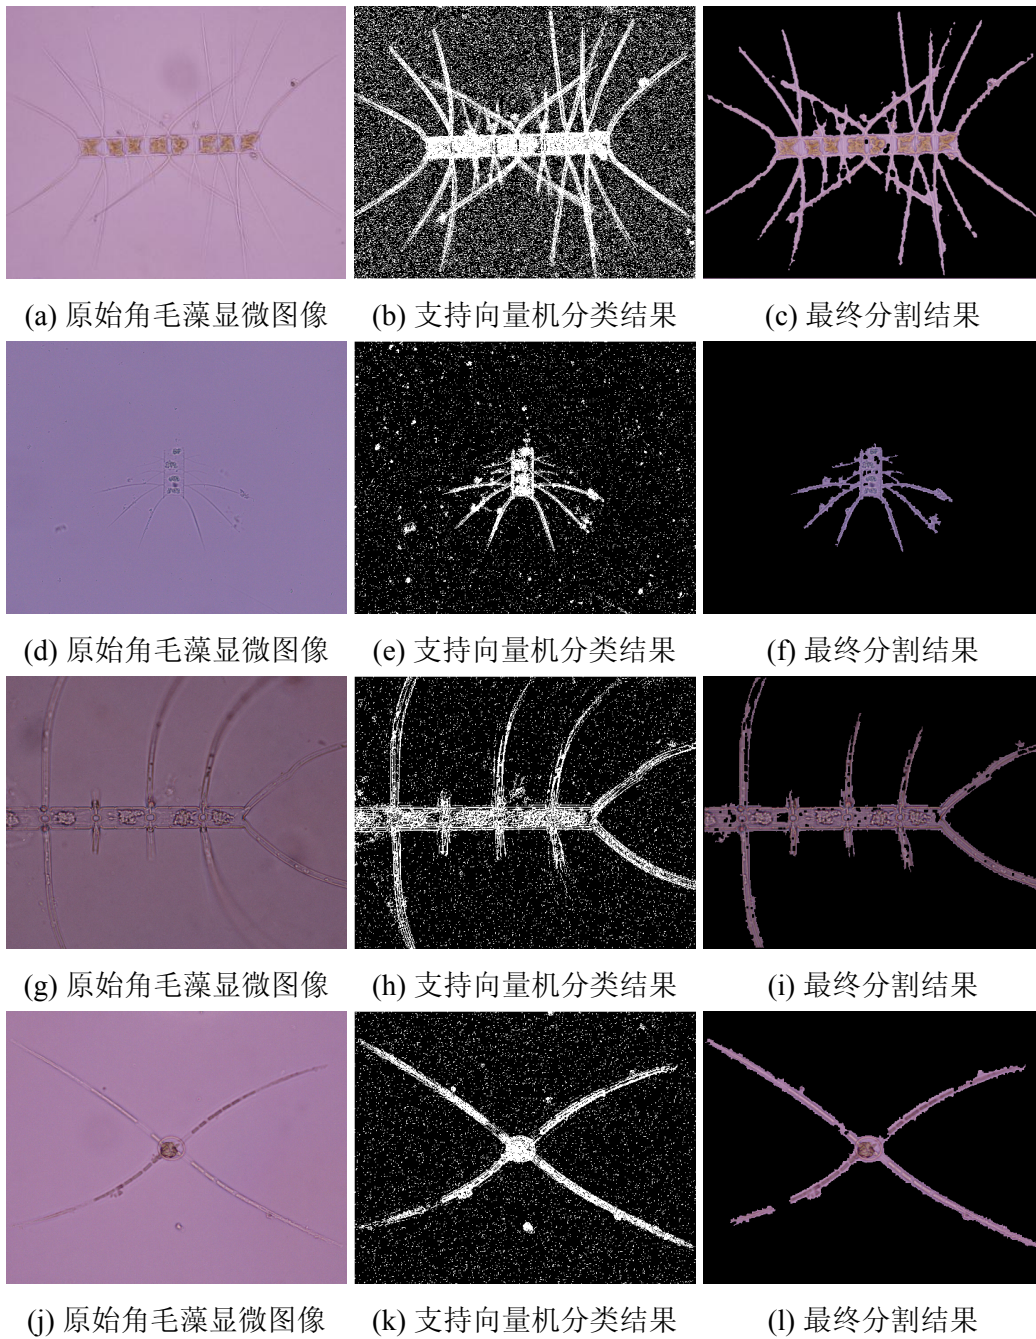 (a) 原始角毛藻显微图像 (b) 支持向量机分类结果 (c) 最终分割结果
(d) 原始角毛藻显微图像 (e) 支持向量机分类结果 (f) 最终分割结果
(g) 原始角毛藻显微图像 (h) 支持向量机分类结果 (i) 最终分割结果
(j) 原始角毛藻显微图像 (k) 支持向量机分类结果 (l) 最终分割结果